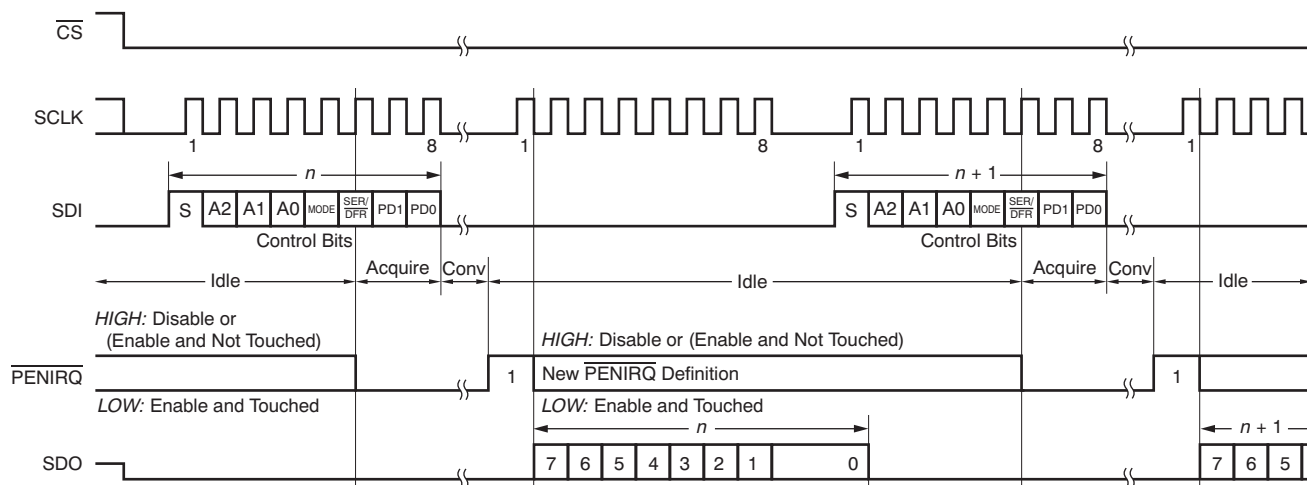 CS
SCLK
1 8 1 8 1 8 1
n n + 1
SDI S A2 A1 A0 MODE SER/DFR PD1 PD0 S A2 A1 A0 MODE SER/DFR PD1 PD0
Control Bits Control Bits
Idle Acquire Conv Idle Acquire Conv Idle
HIGH: Disable or
(Enable and Not Touched)
HIGH: Disable or (Enable and Not Touched)
PENIRQ 1 New PENIRQ Definition 1
LOW: Enable and Touched LOW: Enable and Touched
n n + 1
SDO 7 6 5 4 3 2 1 0 7 6 5